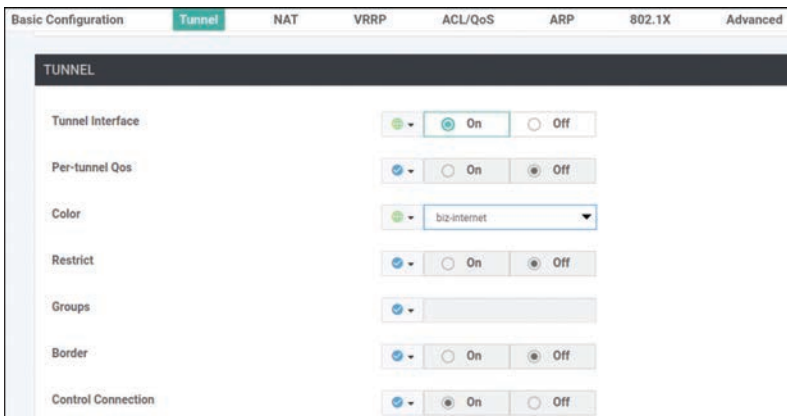 Basic Configuration Tunnel NAT VRRP ACL/QoS ARP 802.1X Advanced
TUNNEL
Tunnel Interface On Off
Per-tunnel Qos On Off
Color biz-internet
Restrict On Off
Groups
Border On Off
Control Connection On Off